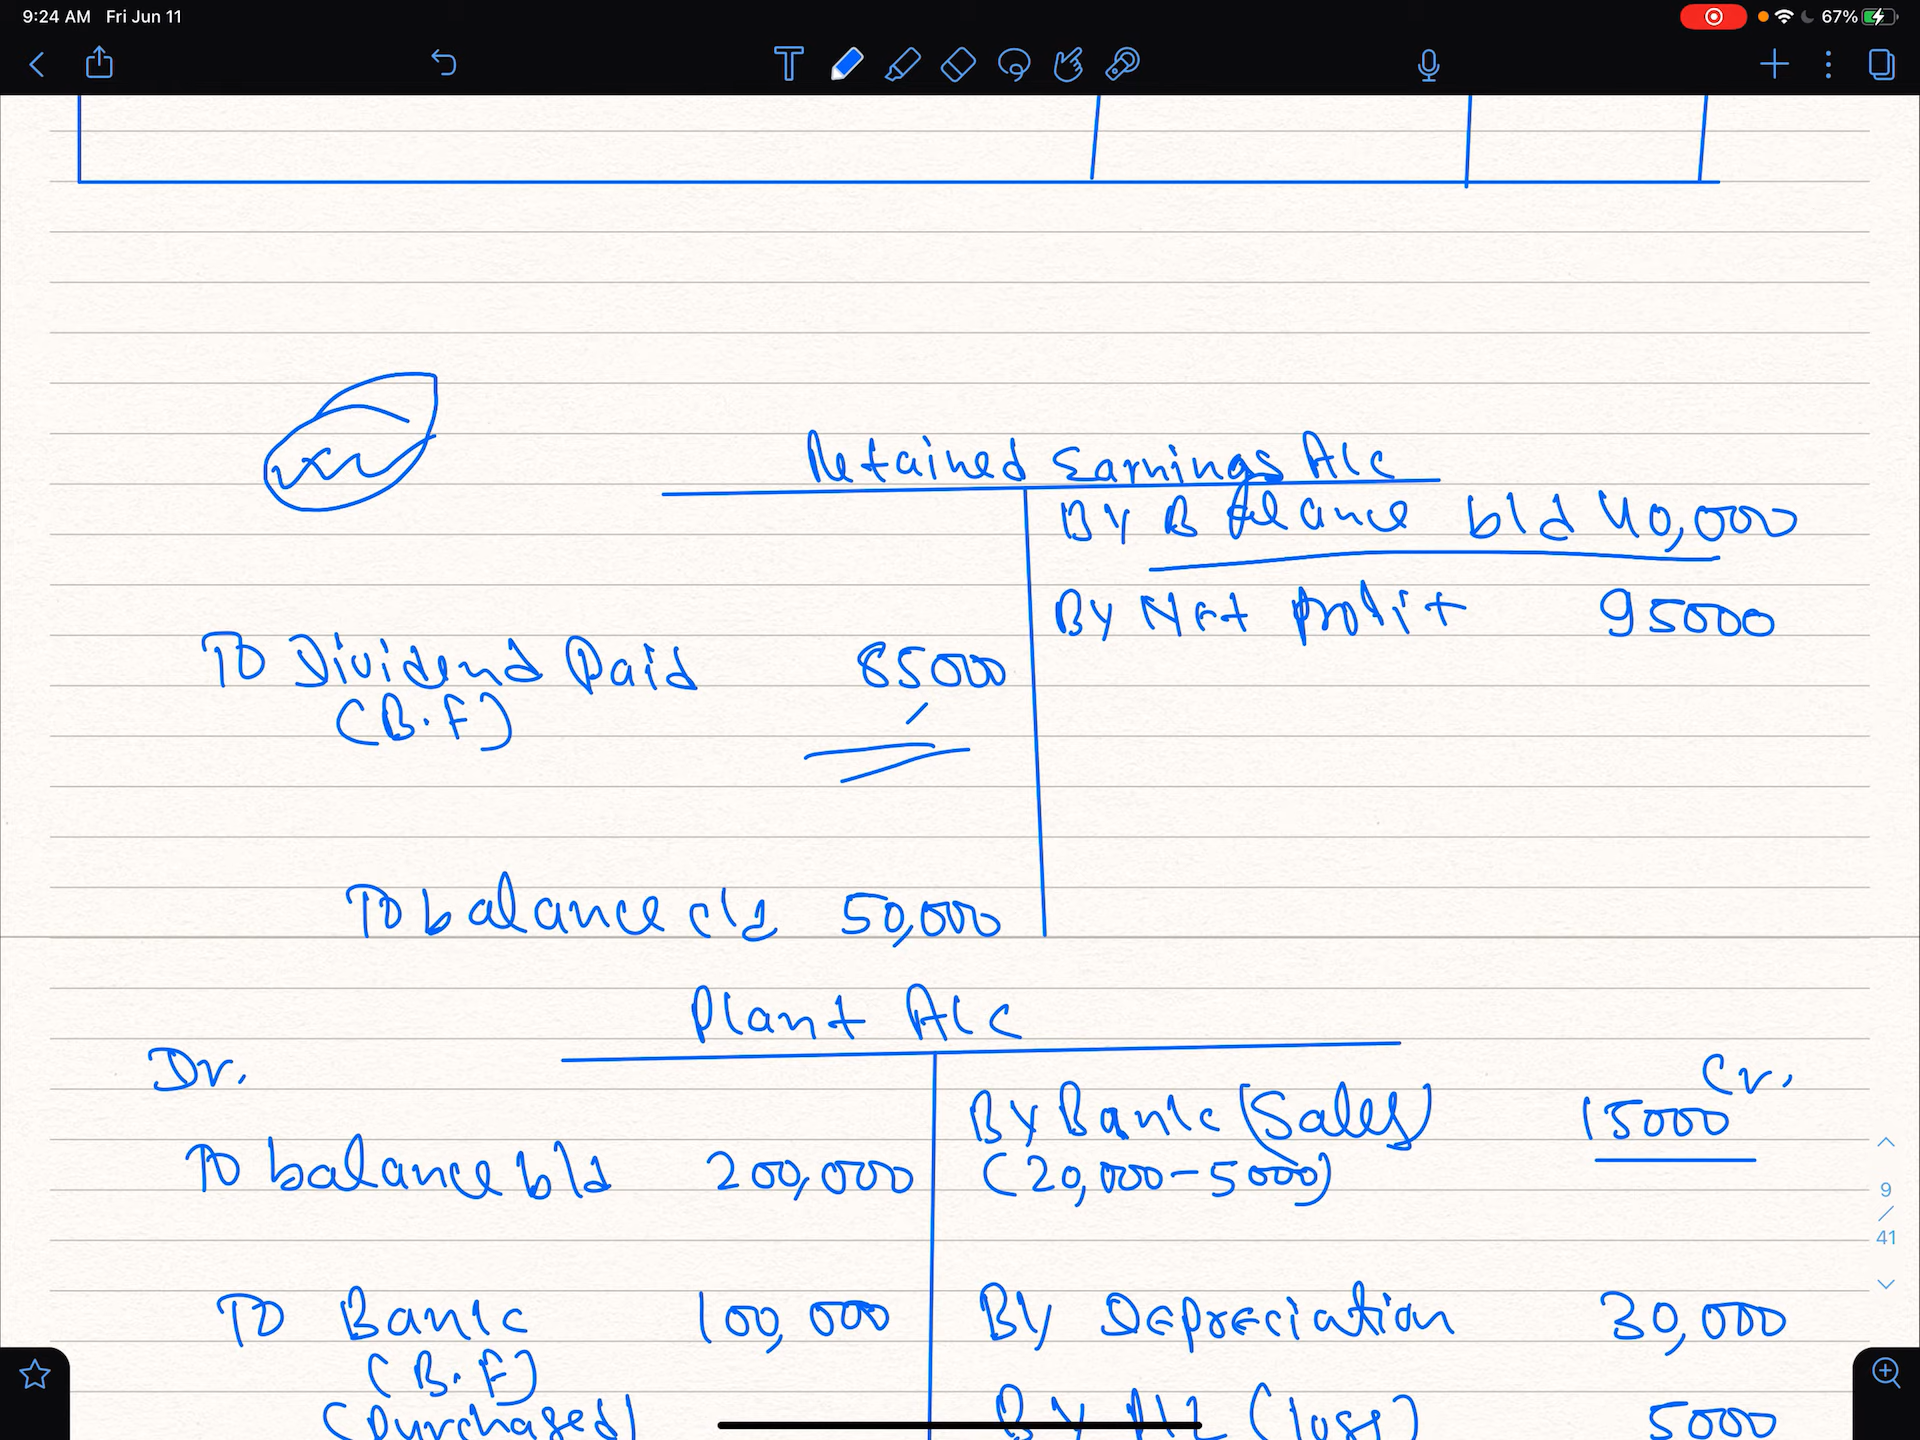 9:24 AM Fri Jun 11
67%
Retained Earnings A/c
By Balance b/d 40,000
By Net profit 95000
To Dividend Paid 85000
(B.F)
To balance c/d 50,000
Plant A/c
Dr.
Cr.
By Bank (Sales) 15000
To balance b/d 200,000
(20,000-5000)
To Bank 100,000
By Depreciation 30,000
(B.F)
(purchased)
By P/L (loss) 5000
9
/
41